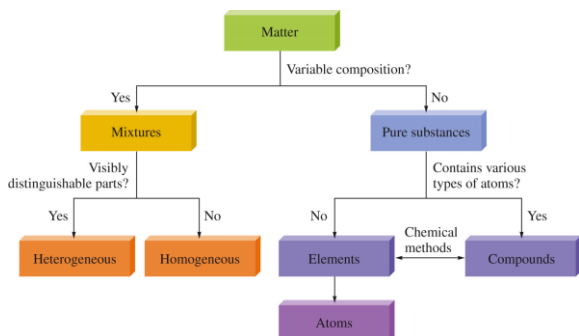 Matter
Variable composition?
Yes
No
Mixtures
Pure substances
Visibly
distinguishable parts?
Contains various
types of atoms?
Yes
No
No
Yes
Chemical
methods
Heterogeneous
Homogeneous
Elements
Compounds
Atoms